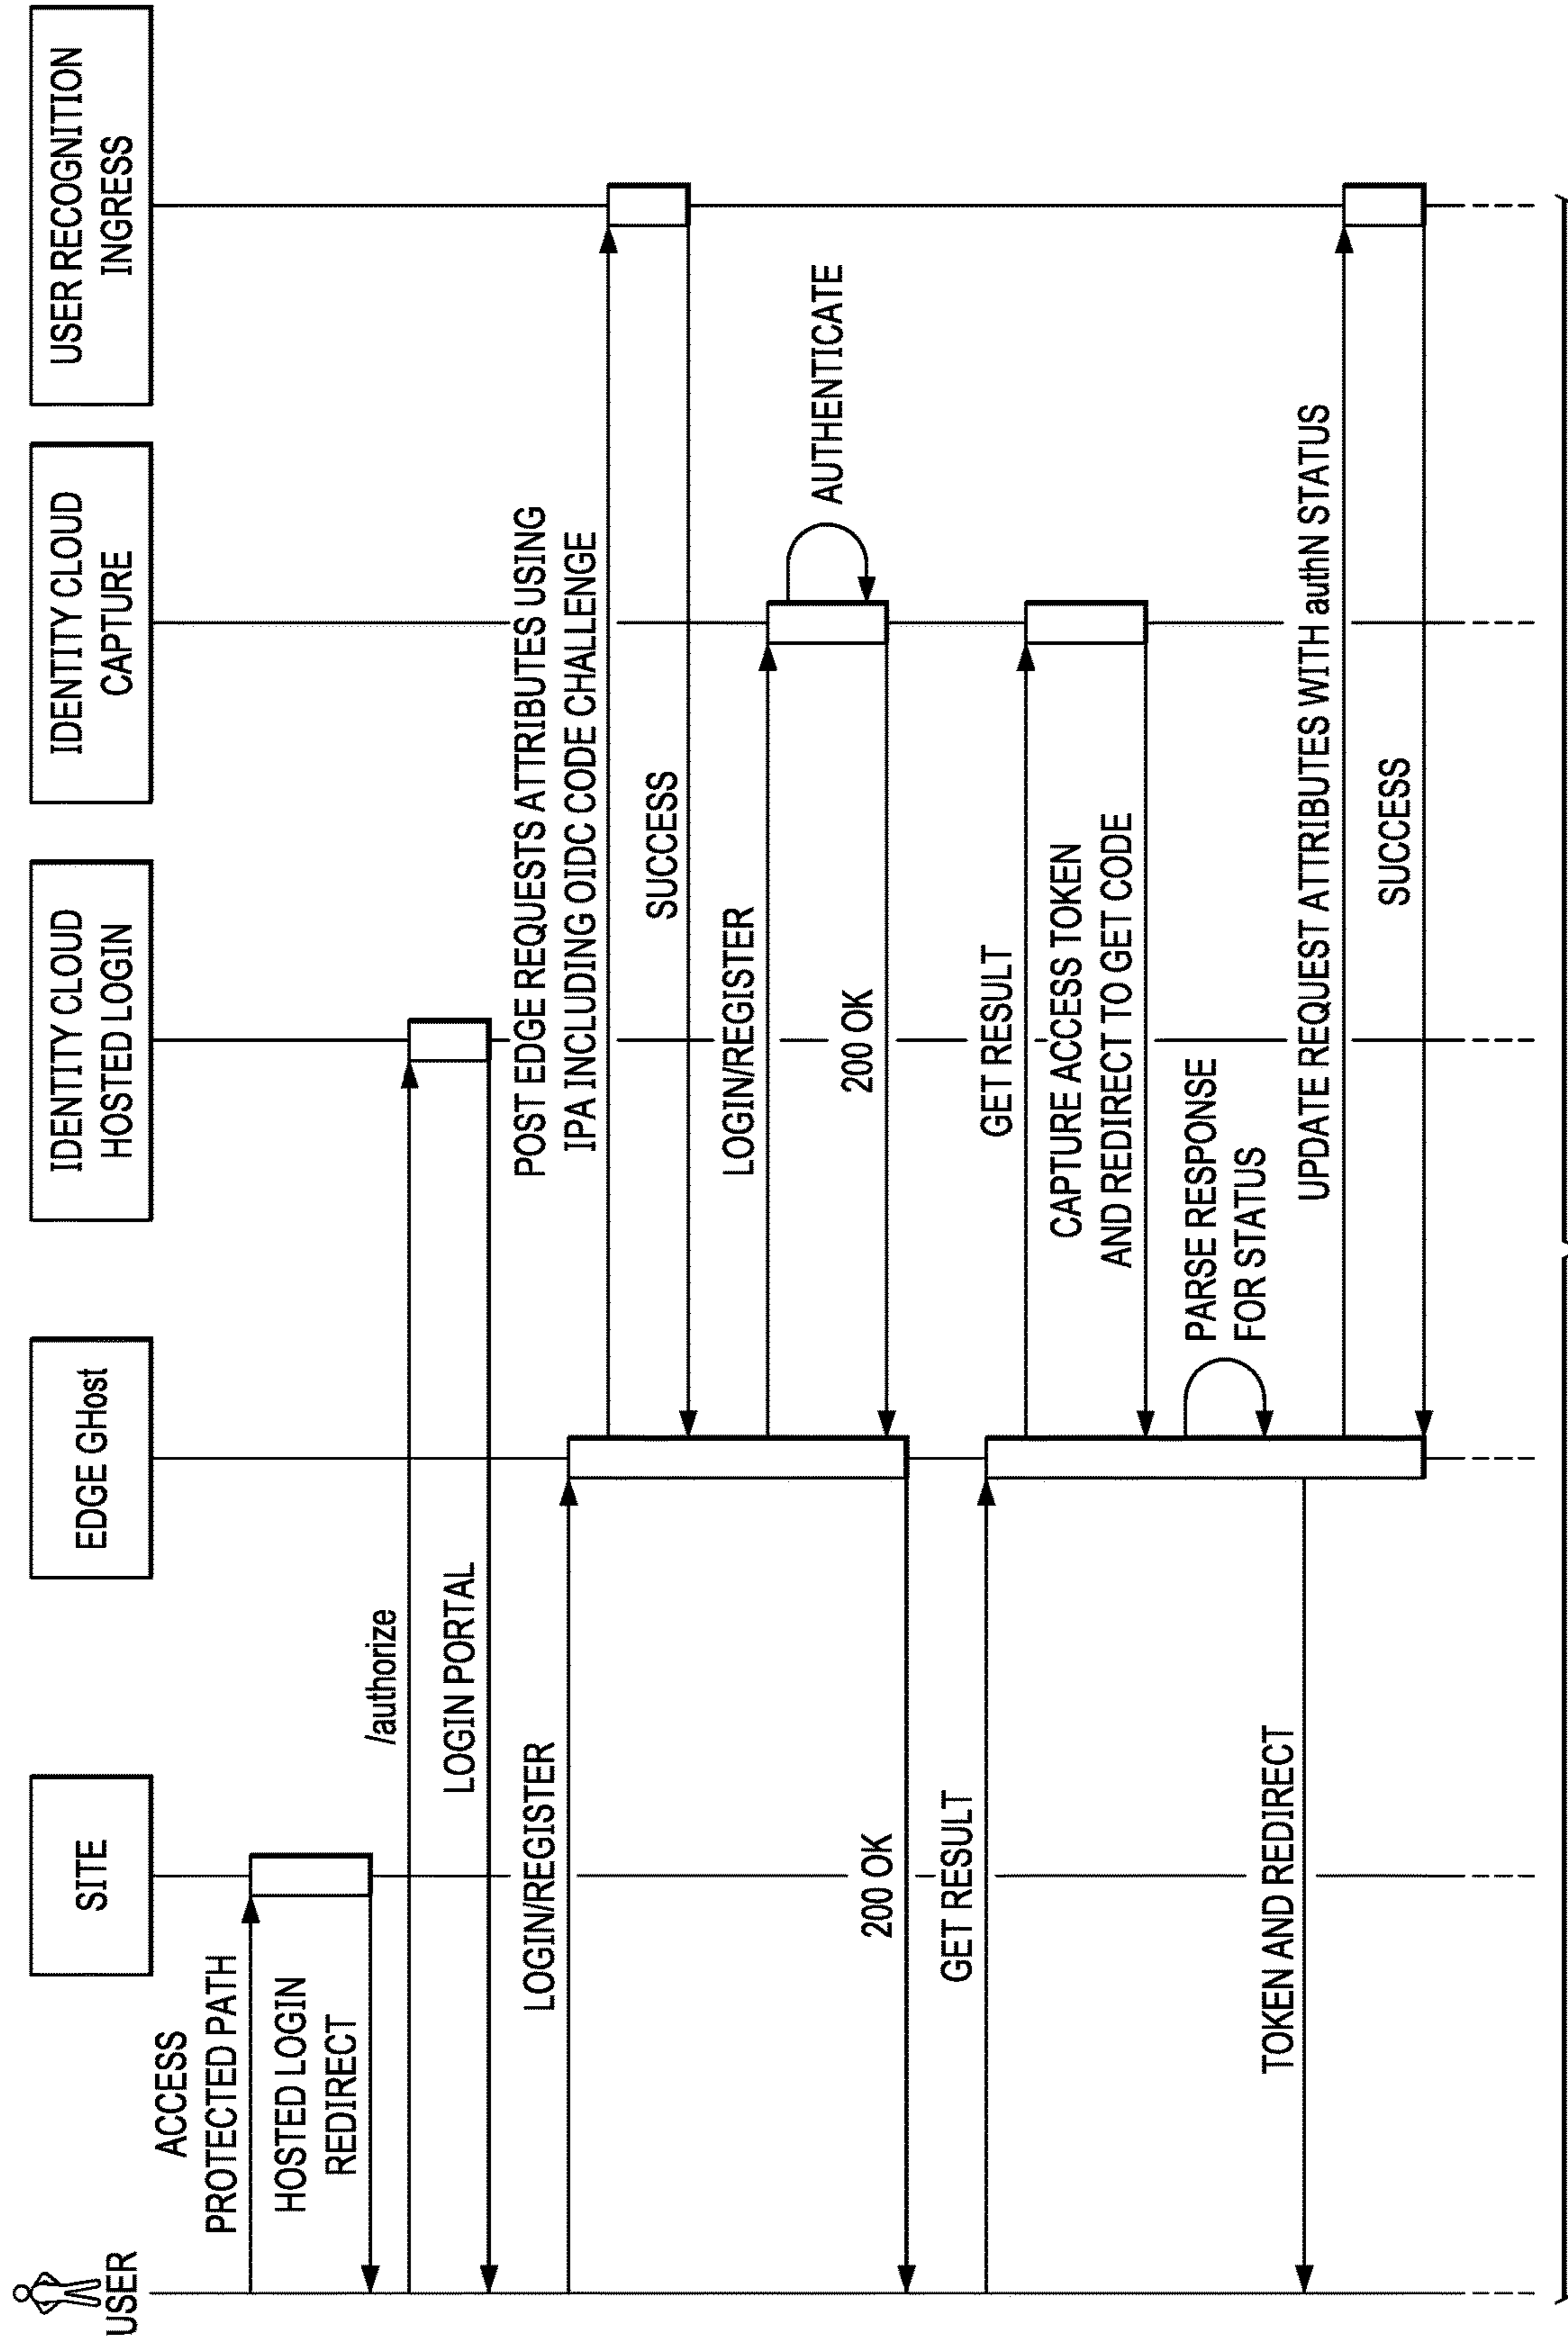 USER
SITE
EDGE GHost
IDENTITY CLOUD
HOSTED LOGIN
IDENTITY CLOUD
CAPTURE
USER RECOGNITION
INGRESS
ACCESS
PROTECTED PATH
HOSTED LOGIN
REDIRECT
/authorize
LOGIN PORTAL
LOGIN/REGISTER
POST EDGE REQUESTS ATTRIBUTES USING
IPA INCLUDING OIDC CODE CHALLENGE
SUCCESS
LOGIN/REGISTER
AUTHENTICATE
200 OK
200 OK
GET RESULT
GET RESULT
CAPTURE ACCESS TOKEN
AND REDIRECT TO GET CODE
PARSE RESPONSE
FOR STATUS
TOKEN AND REDIRECT
UPDATE REQUEST ATTRIBUTES WITH authN STATUS
SUCCESS